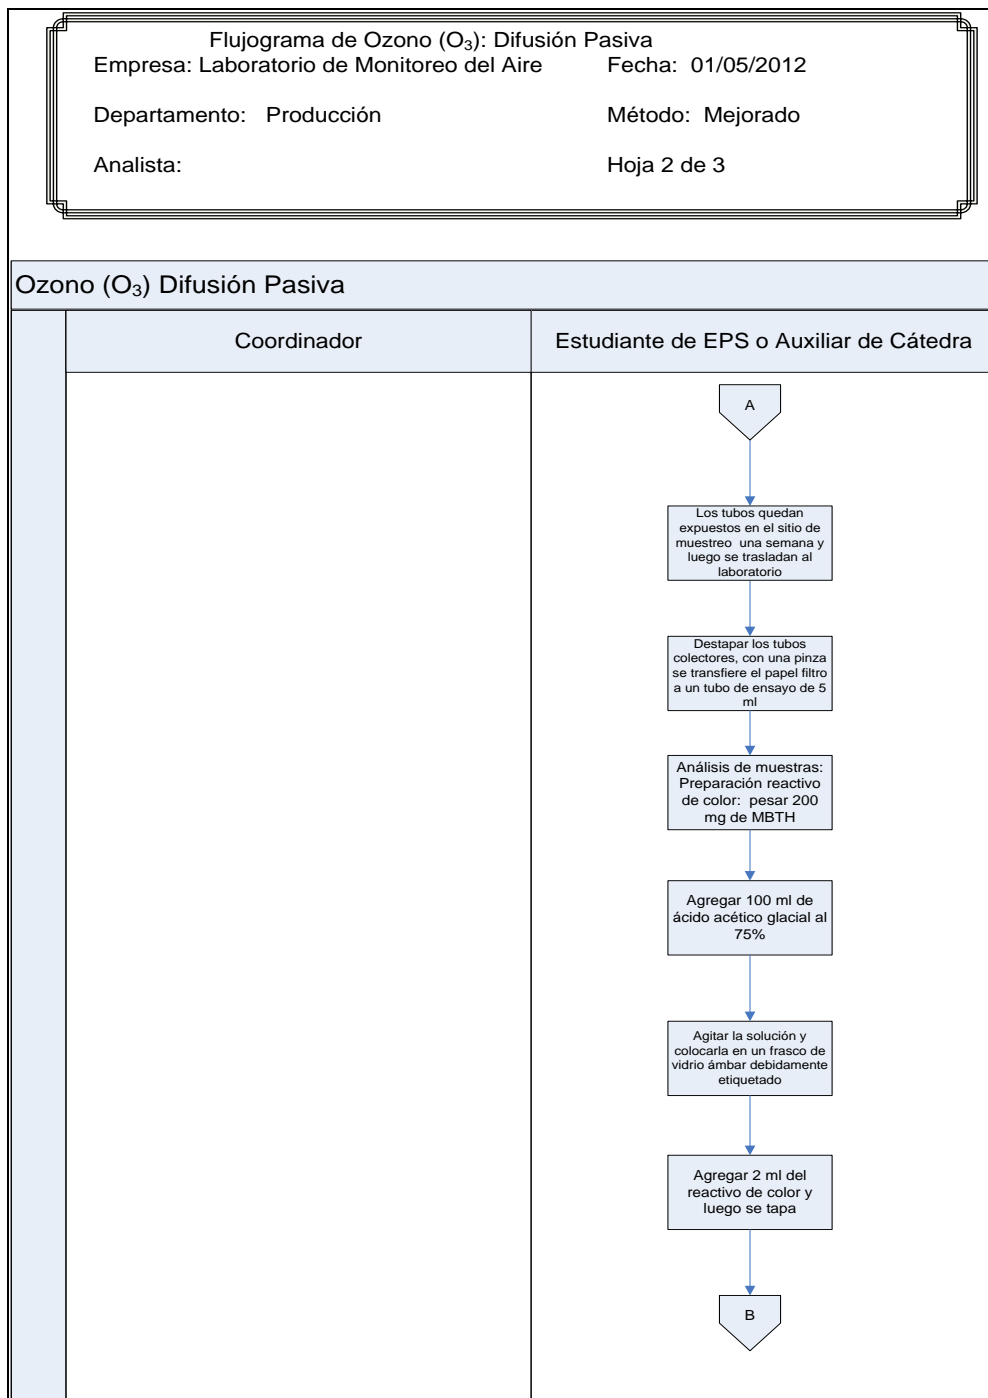 Flujograma de Ozono (O₃): Difusión Pasiva
Empresa: Laboratorio de Monitoreo del Aire Fecha: 01/05/2012
Departamento: Producción Método: Mejorado
Analista: Hoja 2 de 3
Ozono (O₃) Difusión Pasiva
Coordinador Estudiante de EPS o Auxiliar de Cátedra
A
Los tubos quedan
expuestos en el sitio de
muestreo una semana y
luego se trasladan al
laboratorio
Destapar los tubos
colectores, con una pinza
se transfiere el papel filtro
a un tubo de ensayo de 5
ml
Análisis de muestras:
Preparación reactivo
de color: pesar 200
mg de MBTH
Agregar 100 ml de
ácido acético glacial al
75%
Agitar la solución y
colocarla en un frasco de
vidrio ámbar debidamente
etiquetado
Agregar 2 ml del
reactivo de color y
luego se tapa
B